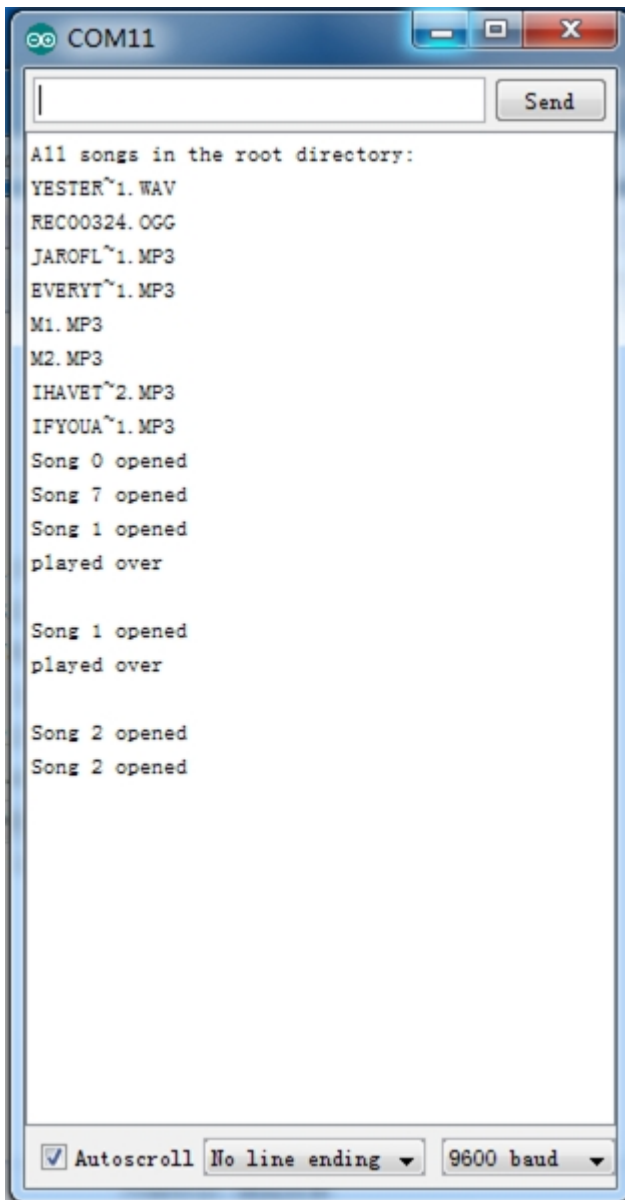 COM11
Send
All songs in the root directory:
YESTER~1.WAV
REC00324.OGG
JAROFL~1.MP3
EVERYT~1.MP3
M1.MP3
M2.MP3
IHAVET~2.MP3
IFYOUA~1.MP3
Song 0 opened
Song 7 opened
Song 1 opened
played over
Song 1 opened
played over
Song 2 opened
Song 2 opened
Autoscroll No line ending 9600 baud